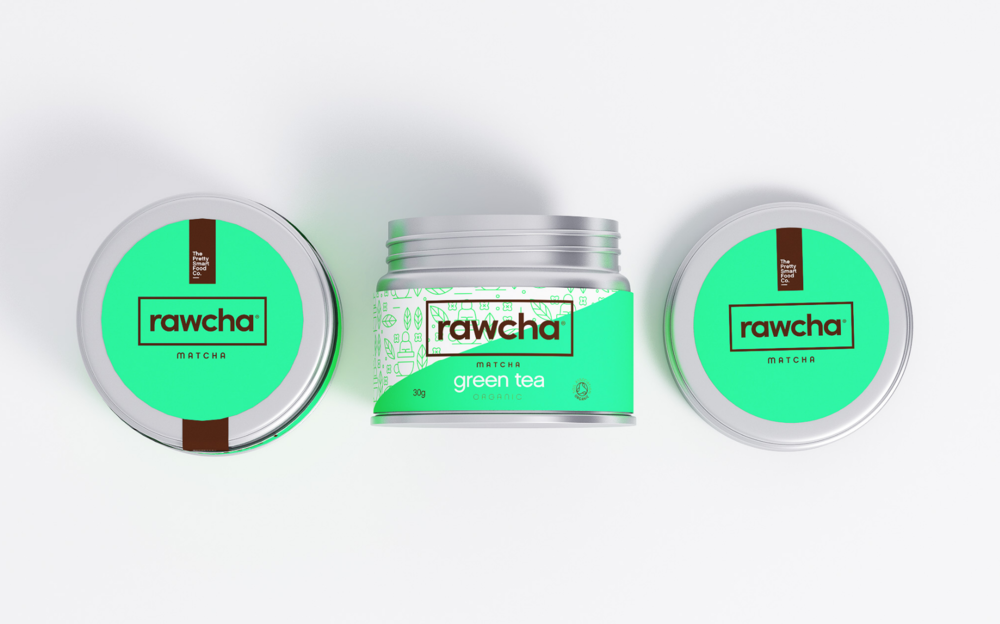 The
Pretty
Smart
Food
Co.
rawcha®
MATCHA
rawcha®
MATCHA
green tea
30g
ORGANIC
The
Pretty
Smart
Food
Co.
rawcha®
MATCHA